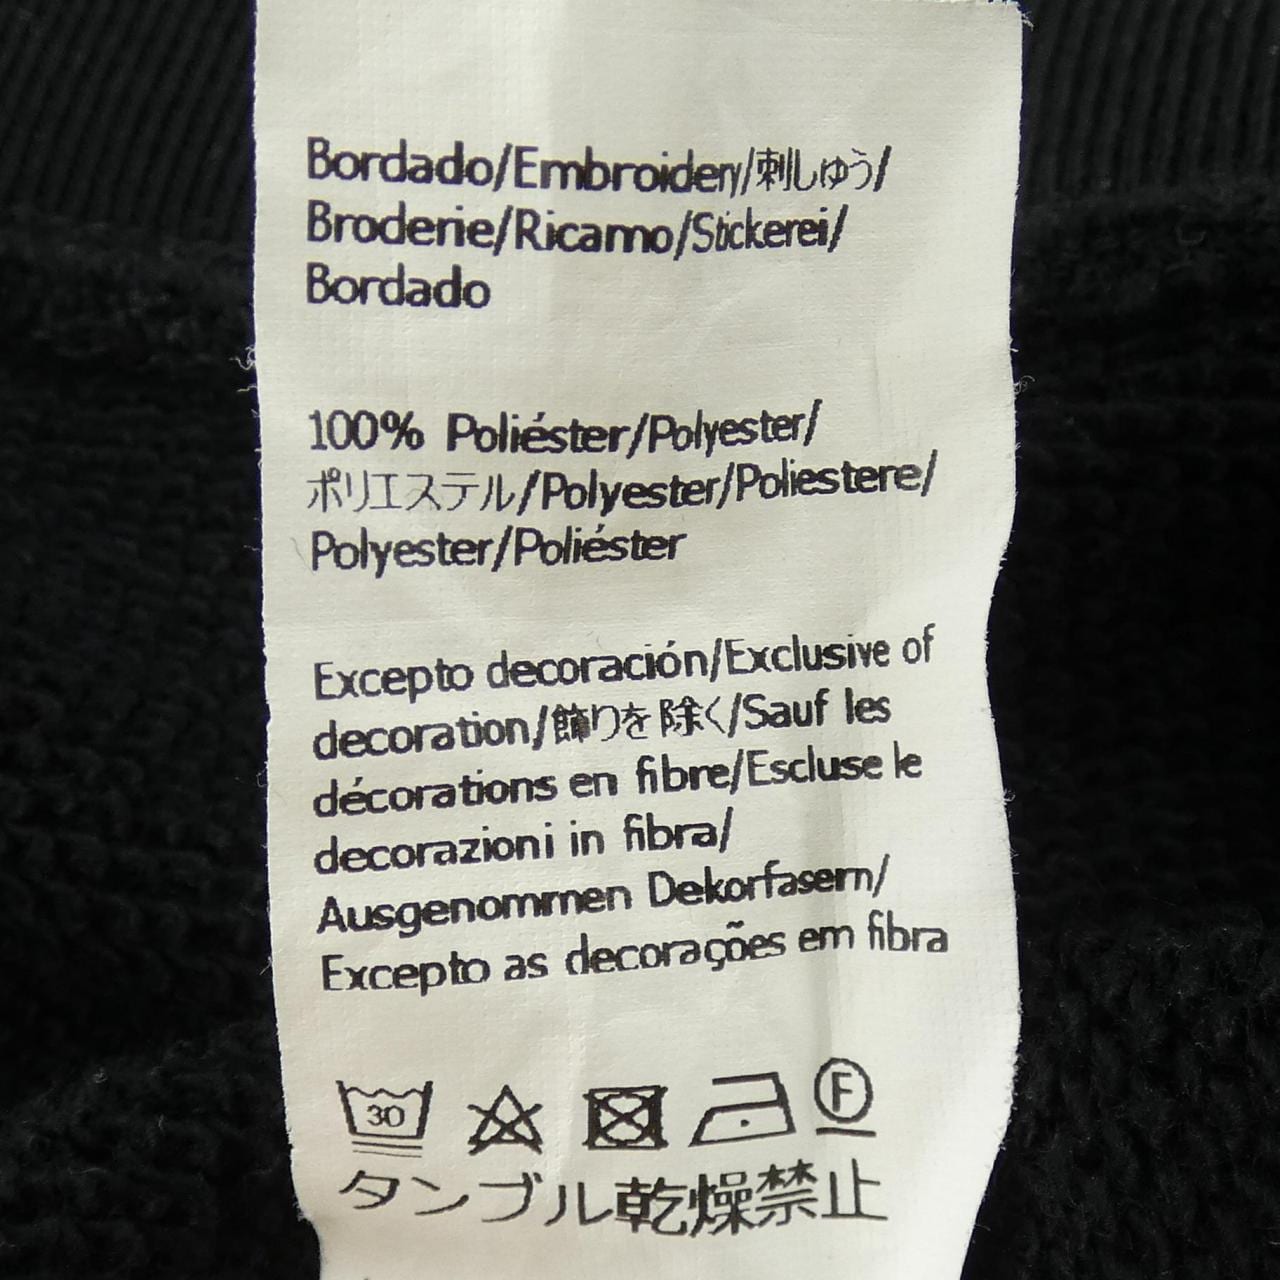 Bordado/Embroidery/刺しゅう/
Broderie/Ricamo/Stickerei/
Bordado
100% Poliéster/Polyester/
ポリエステル/Polyester/Poliestere/
Polyester/Poliéster
Excepto decoración/Exclusive of
decoration/飾りを除く/Sauf les
décorations en fibre/Escluse le
decorazioni in fibra/
Ausgenommen Dekorfasern/
Excepto as decorações em fibra
30 F
タンブル乾燥禁止